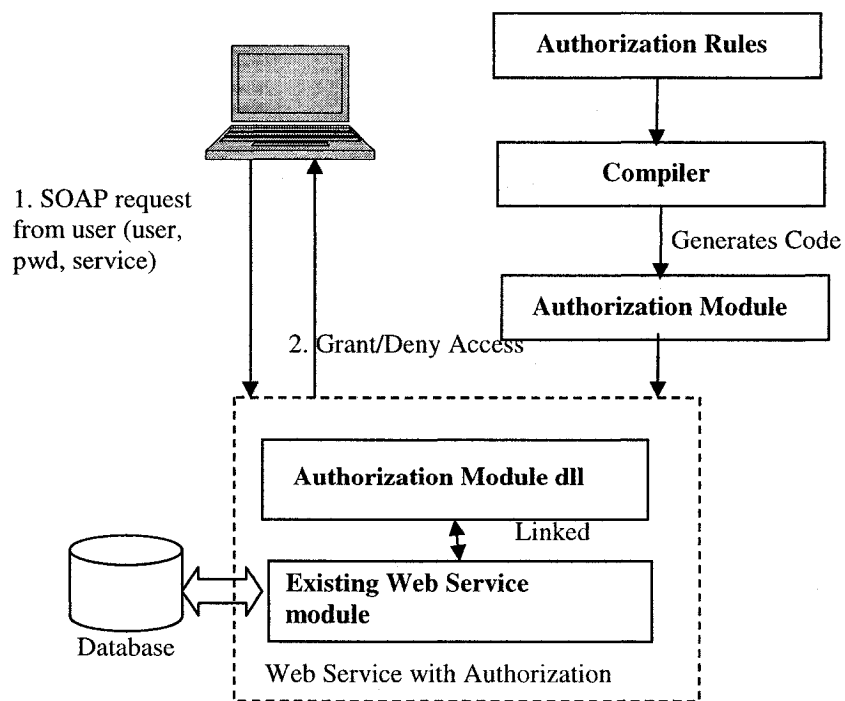 Authorization Rules
Compiler
1. SOAP request
from user (user,
pwd, service)
Generates Code
Authorization Module
2. Grant/Deny Access
Authorization Module dll
Linked
Existing Web Service
module
Database
Web Service with Authorization